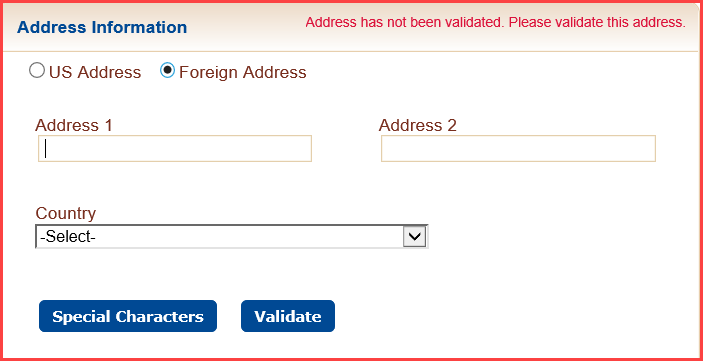 Address Information
Address has not been validated. Please validate this address.
US Address Foreign Address
Address 1 Address 2
Country
-Select-
Special Characters Validate